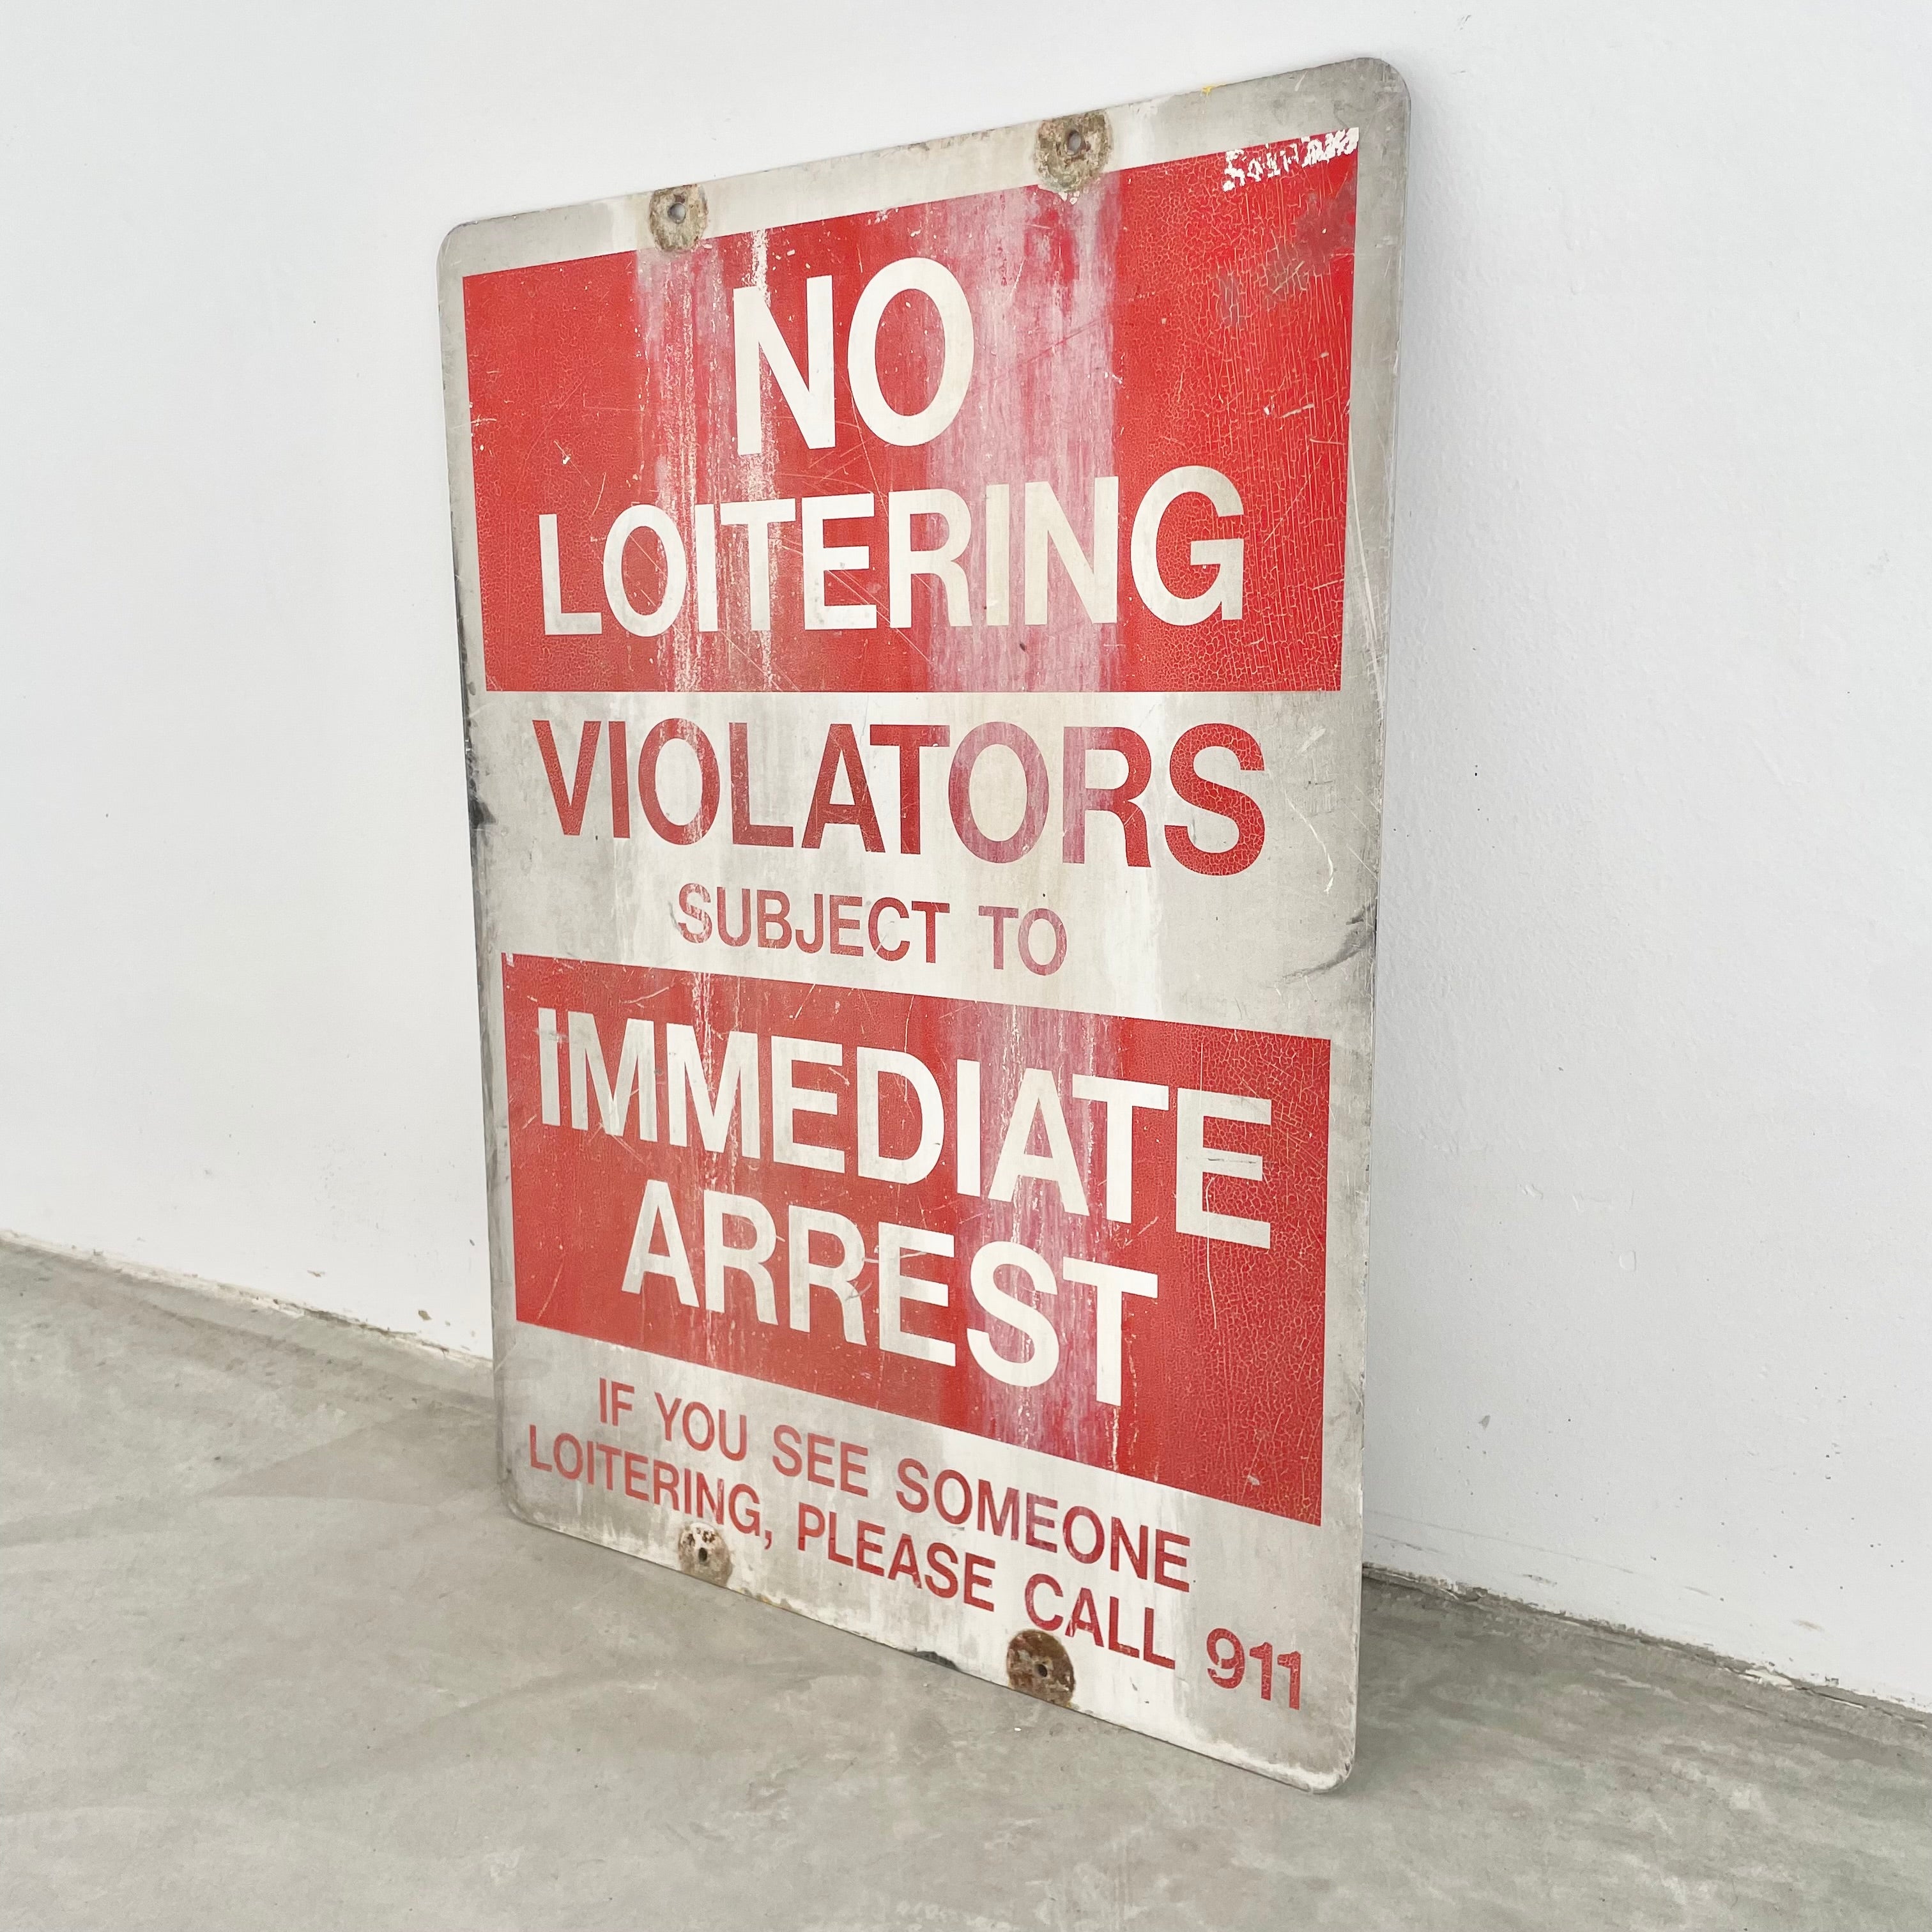 NO
LOITERING
VIOLATORS
SUBJECT TO
IMMEDIATE
ARREST
IF YOU SEE SOMEONE
LOITERING, PLEASE CALL 911